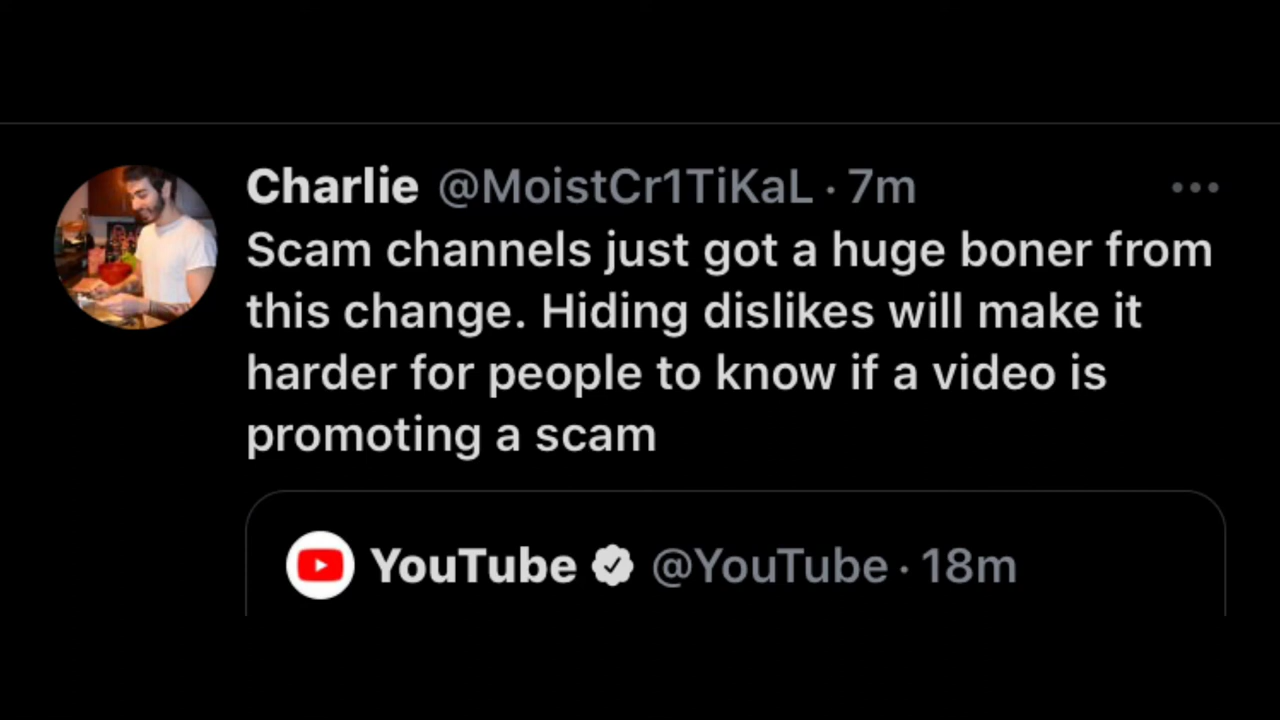 Charlie @MoistCr1TiKaL · 7m
Scam channels just got a huge boner from
this change. Hiding dislikes will make it
harder for people to know if a video is
promoting a scam
YouTube @YouTube · 18m